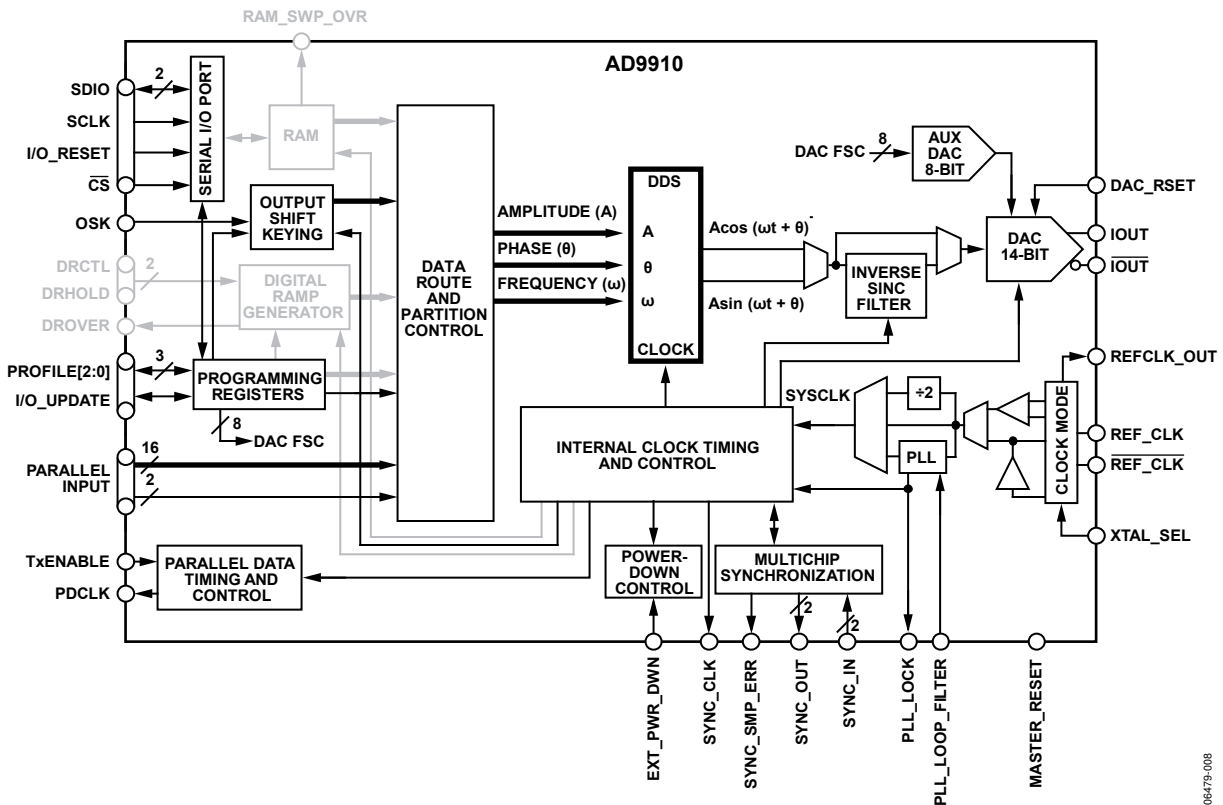 RAM_SWP_OVR
AD9910
SDIO
2
SCLK
I/O_RESET
CS
OSK
SERIAL I/O PORT
RAM
OUTPUT
SHIFT
KEYING
DRCTL
2
DRHOLD
DROVER
DIGITAL
RAMP
GENERATOR
PROFILE[2:0]
3
I/O_UPDATE
PROGRAMMING
REGISTERS
8
DAC FSC
PARALLEL
INPUT
16
2
TxENABLE
PDCLK
PARALLEL DATA
TIMING AND
CONTROL
DATA
ROUTE
AND
PARTITION
CONTROL
AMPLITUDE (A)
PHASE (θ)
FREQUENCY (ω)
DDS
A
θ
ω
CLOCK
Acos (ωt + θ)
Asin (ωt + θ)
INVERSE
SINC
FILTER
DAC FSC
8
AUX
DAC
8-BIT
DAC
14-BIT
DAC_RSET
IOUT
IOUT
REFCLK_OUT
REF_CLK
REF_CLK
XTAL_SEL
CLOCK MODE
SYSCLK
÷2
PLL
INTERNAL CLOCK TIMING
AND CONTROL
POWER-
DOWN
CONTROL
MULTICHIP
SYNCHRONIZATION
2
2
EXT_PWR_DWN
SYNC_CLK
SYNC_SMP_ERR
SYNC_OUT
SYNC_IN
PLL_LOCK
PLL_LOOP_FILTER
MASTER_RESET
06479-008